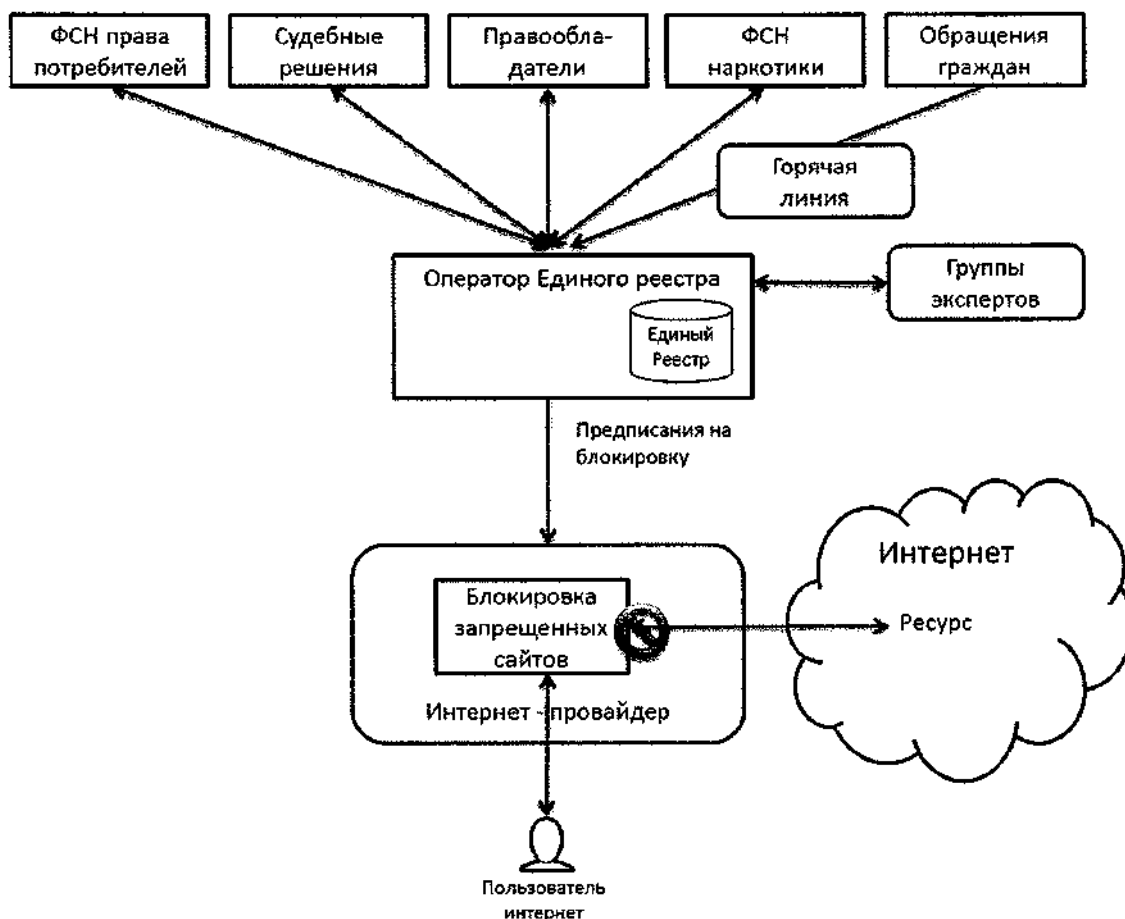 ФСН права
потребителей
Судебные
решения
Правообла-
датели
ФСН
наркотики
Обращения
граждан
Горячая
линия
Оператор Единого реестра
Группы
экспертов
Единый
Реестр
Предписания на
блокировку
Интернет
Блокировка
запрещенных
сайтов
Ресурс
Интернет - провайдер
Пользователь
интернет